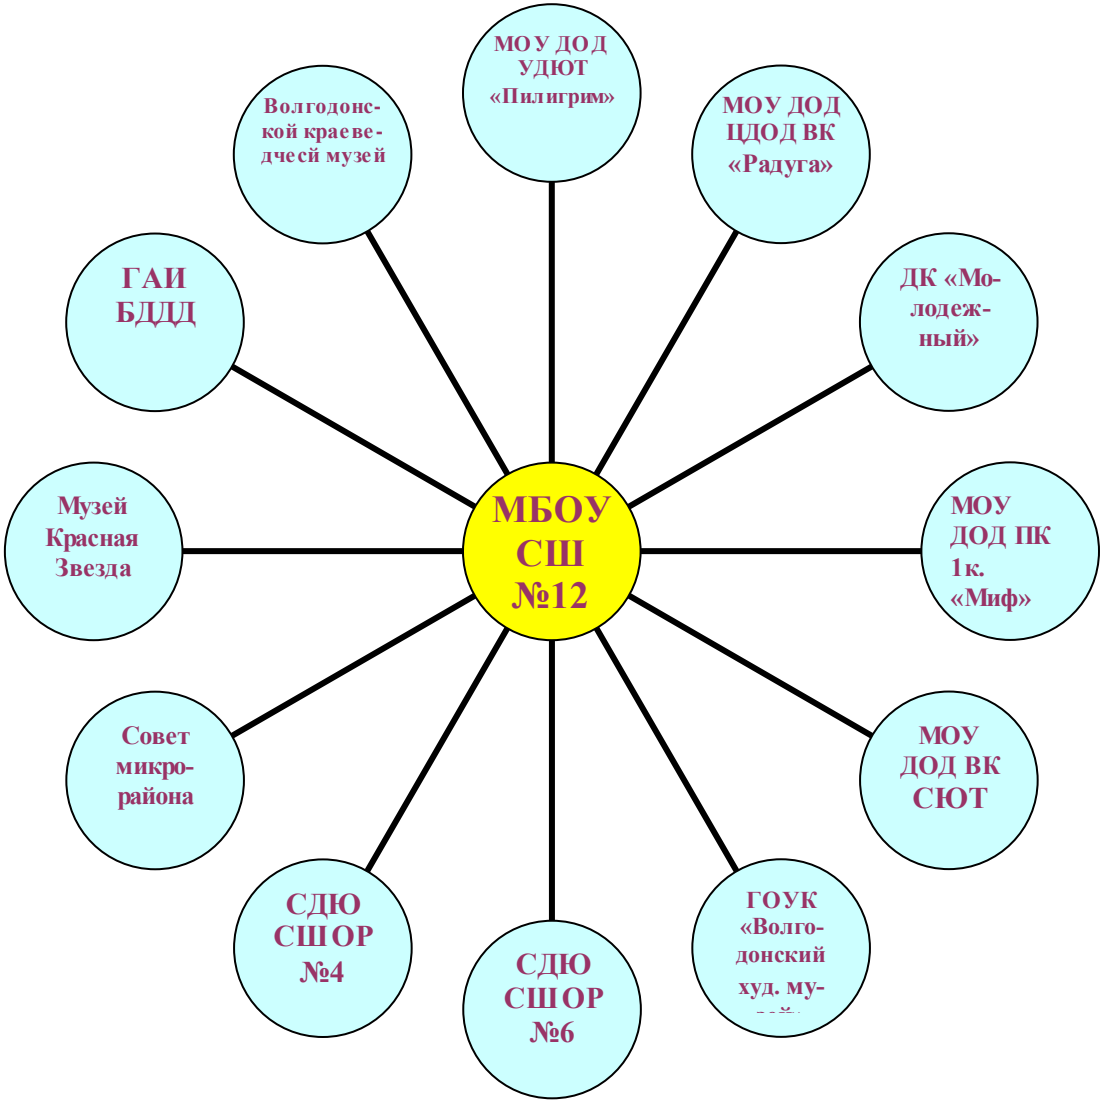 МОУ ДОД
УДЮТ
«Пилигрим»
МОУ ДОД
ЦДОД ВК
«Радуга»
ДК «Мо-
лодеж-
ный»
МОУ
ДОД ПК
1к.
«Миф»
МОУ
ДОД ВК
СЮТ
ГОУК
«Волго-
донский
худ. му-
СДЮ
СШОР
№6
СДЮ
СШОР
№4
Совет
микро-
района
Музей
Красная
Звезда
ГАИ
БДДД
Волгодонс-
кой краеве-
дчесй музей
МБОУ
СШ
№12